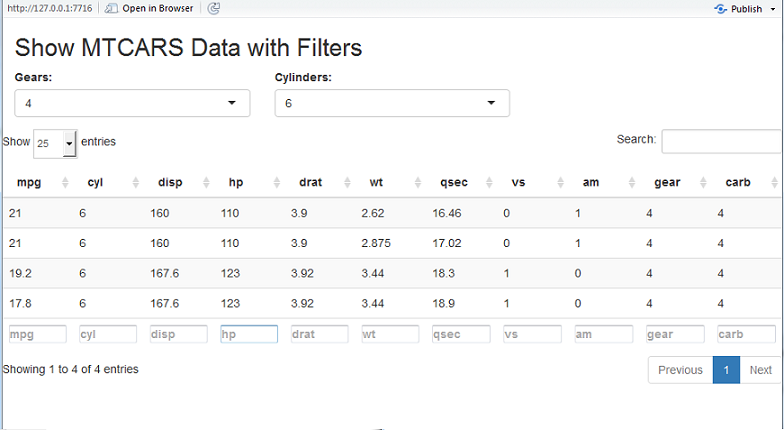 http://127.0.0.1:7716 Open in Browser Publish
Show MTCARS Data with Filters
Gears: Cylinders:
4 6
Show 25 entries Search:
mpg cyl disp hp drat wt qsec vs am gear carb
21 6 160 110 3.9 2.62 16.46 0 1 4 4
21 6 160 110 3.9 2.875 17.02 0 1 4 4
19.2 6 167.6 123 3.92 3.44 18.3 1 0 4 4
17.8 6 167.6 123 3.92 3.44 18.9 1 0 4 4
mpg cyl disp hp drat wt qsec vs am gear carb
Showing 1 to 4 of 4 entries Previous 1 Next